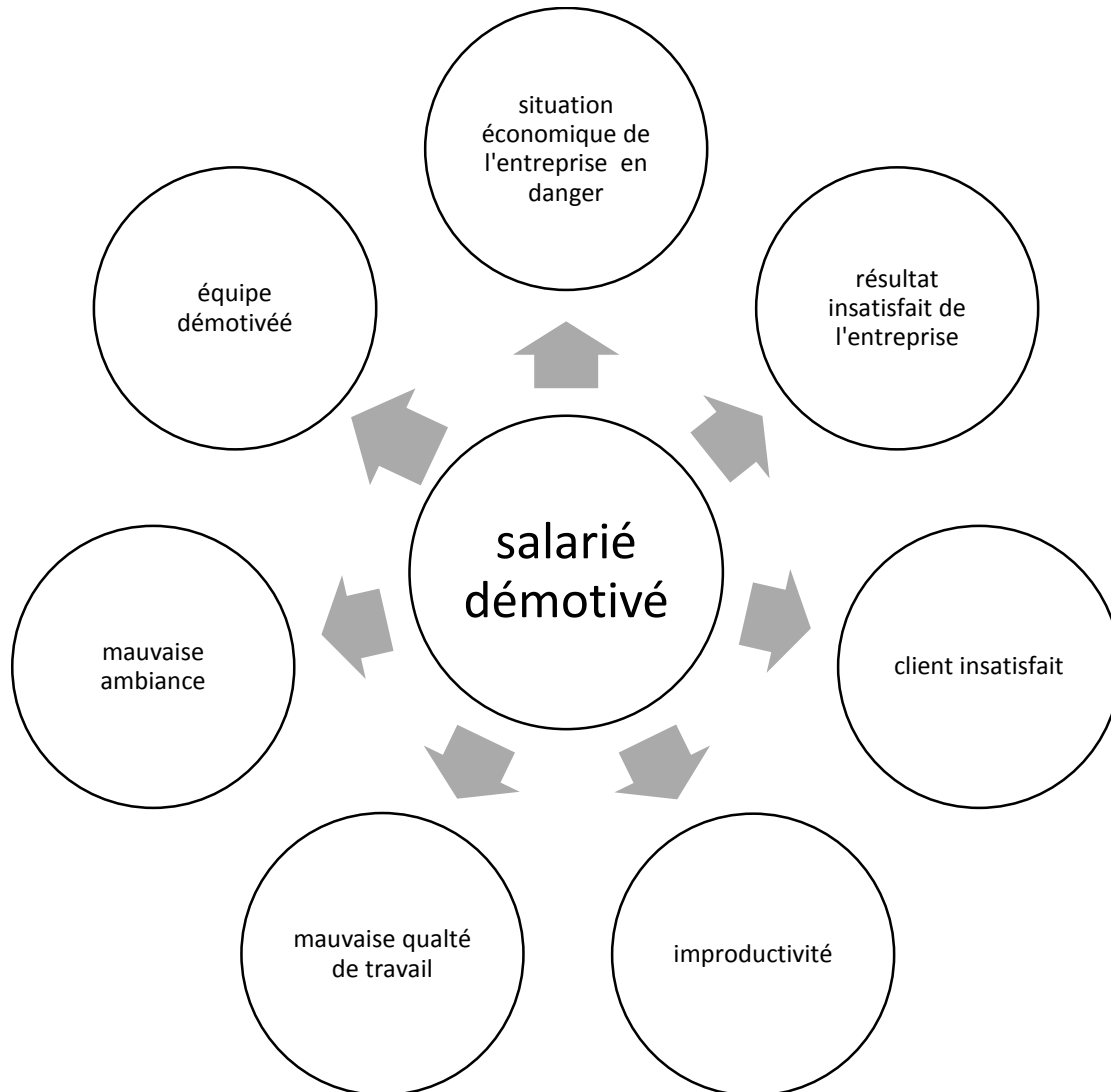 situation
économique de
l'entreprise  en
danger
résultat
insatisfait de
l'entreprise
client insatisfait
improductivité
mauvaise qualté
de travail
mauvaise
ambiance
équipe
démotivéé
salarié
démotivé